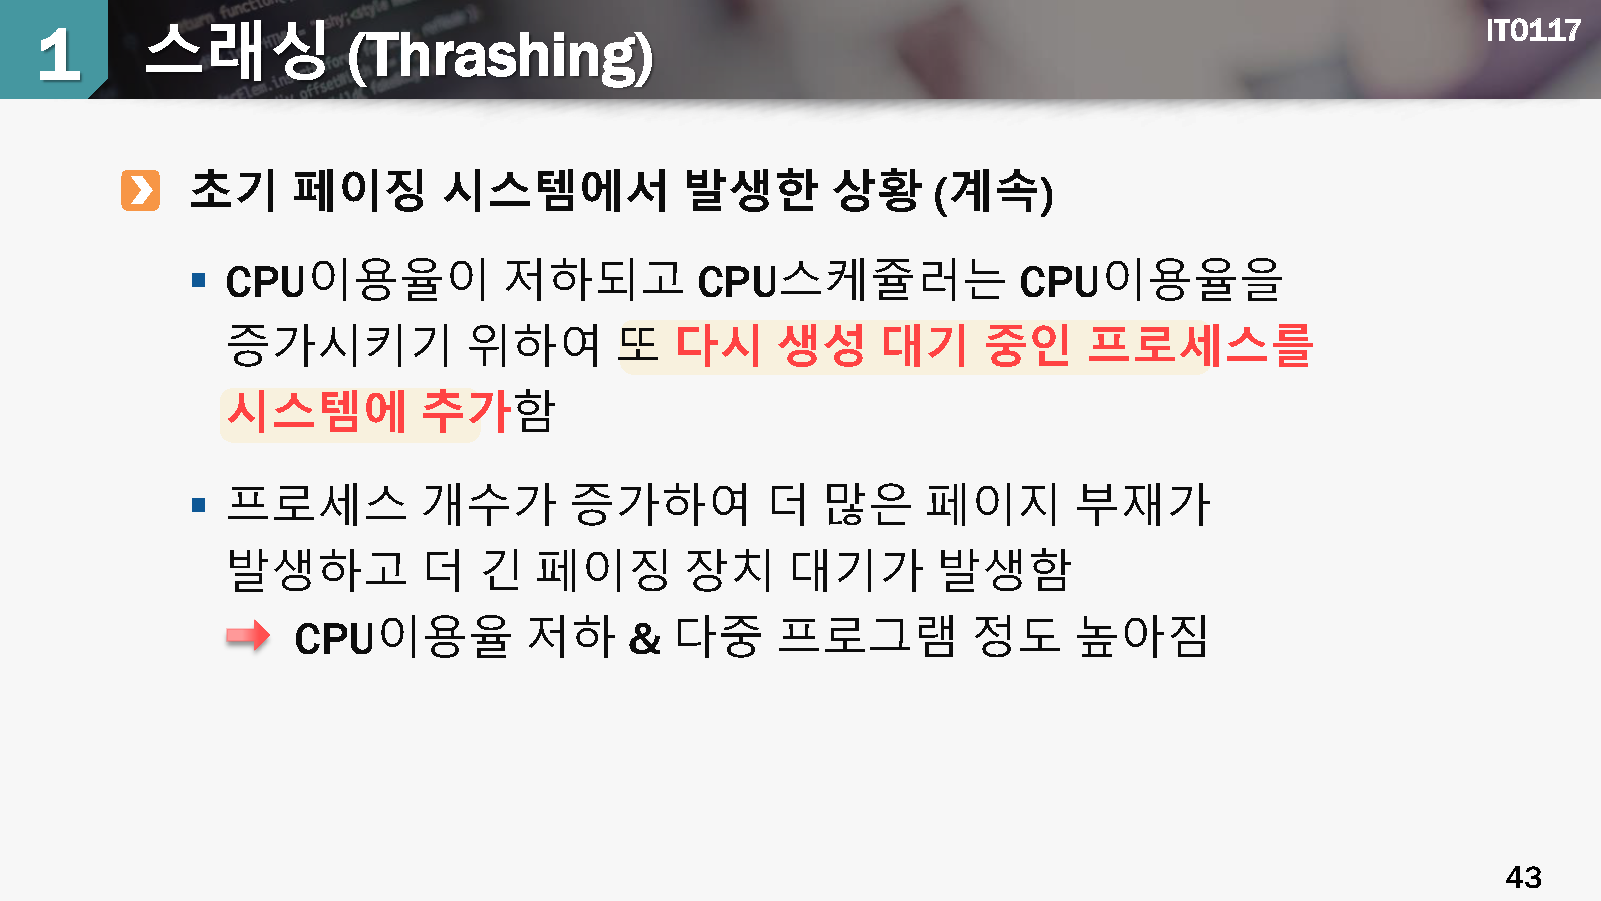 1 스래싱 (Thrashing)
IT0117
초기 페이징 시스템에서 발생한 상황 (계속)
CPU이용율이 저하되고 CPU스케쥴러는 CPU이용율을
증가시키기 위하여 또 다시 생성 대기 중인 프로세스를
시스템에 추가함
프로세스 개수가 증가하여 더 많은 페이지 부재가
발생하고 더 긴 페이징 장치 대기가 발생함
CPU이용율 저하 & 다중 프로그램 정도 높아짐
43